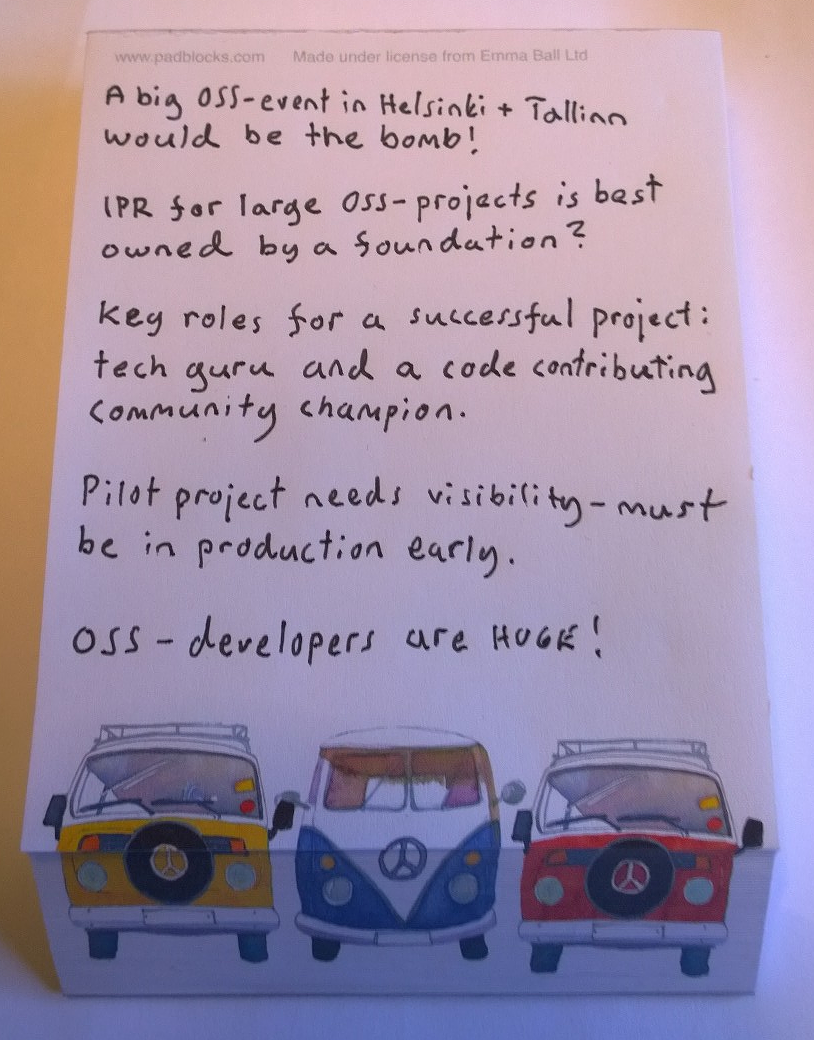 www.padblocks.com Made under license from Emma Ball Ltd
A big OSS-event in Helsinki + Tallinn
would be the bomb!
IPR for large OSS-projects is best
owned by a foundation?
Key roles for a successful project:
tech guru and a code contributing
community champion.
Pilot project needs visibility - must
be in production early.
OSS - developers are HUGE!